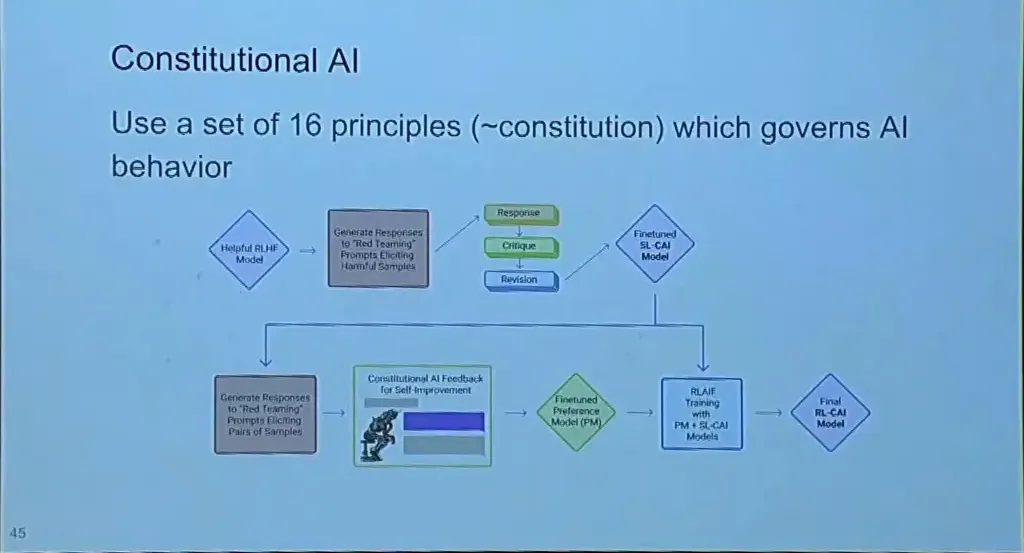 Constitutional AI
Use a set of 16 principles (~constitution) which governs AI
behavior
Helpful RLHF
Model
Generate Responses
to "Red Teaming"
Prompts Eliciting
Harmful Samples
Response
Critique
Revision
Finetuned
SL-CAI
Model
Generate Responses
to "Red Teaming"
Prompts Eliciting
Pairs of Samples
Constitutional AI Feedback
for Self-Improvement
Finetuned
Preference
Model (PM)
RLAIF
Training
with
PM + SL-CAI
Models
Final
RL-CAI
Model
45